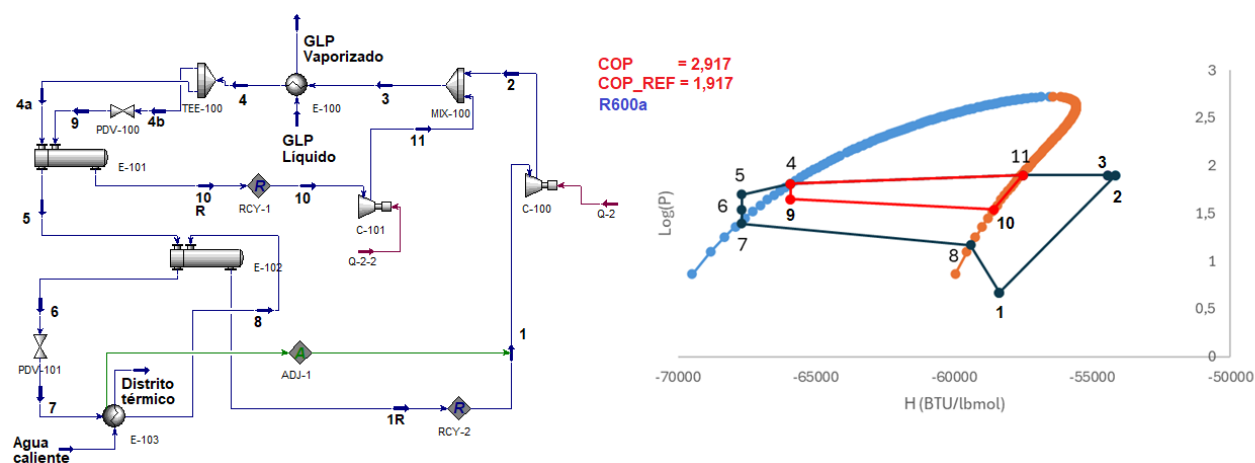 GLP
Vaporizado
4a
9
PDV-100
4b
TEE-100
4
E-100
3
MIX-100
2
GLP
Líquido
11
E-101
10
R
R
RCY-1
10
C-101
Q-2-2
C-100
Q-2
5
E-102
6
8
1
PDV-101
A
ADJ-1
7
Distrito
térmico
E-103
Agua
caliente
1R
R
RCY-2
COP = 2,917
COP_REF = 1,917
R600a
Log(P)
3
2,5
2
1,5
1
0,5
0
4
5
6
7
9
11
10
8
3
2
1
-70000
-65000
-60000
-55000
-50000
H (BTU/lbmol)